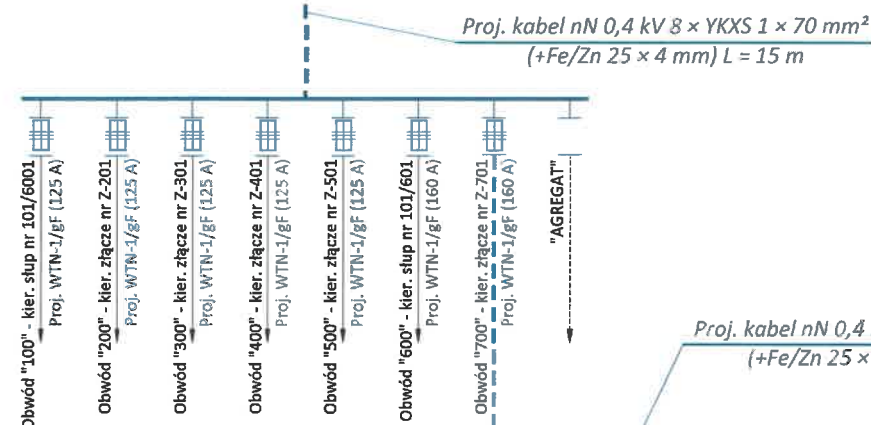 Proj. kabel nN 0,4 kV 8 × YKXS 1 × 70 mm²
(+Fe/Zn 25 × 4 mm) L = 15 m
Obwód "100" - kier. słup nr 101/6001
Proj. WTN-1/gF (125 A)
Obwód "200" - kier. złącze nr Z-201
Proj. WTN-1/gF (125 A)
Obwód "300" - kier. złącze nr Z-301
Proj. WTN-1/gF (125 A)
Obwód "400" - kier. złącze nr Z-401
Proj. WTN-1/gF (125 A)
Obwód "500" - kier. złącze nr Z-501
Proj. WTN-1/gF (125 A)
Obwód "600" - kier. słup nr 101/601
Proj. WTN-1/gF (160 A)
Obwód "700" - kier. złącze nr Z-701
Proj. WTN-1/gF (160 A)
"AGREGAT"
Proj. kabel nN 0,4
(+Fe/Zn 25 ×